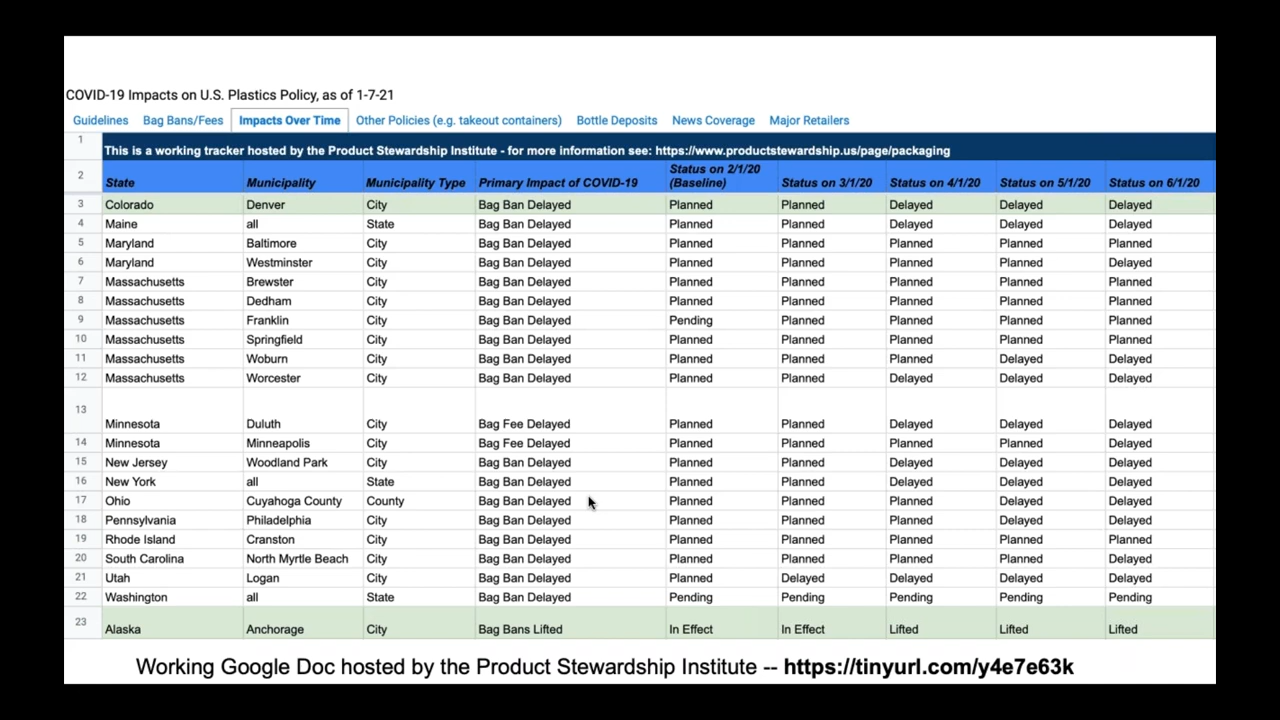 COVID-19 Impacts on U.S. Plastics Policy, as of 1-7-21
Guidelines Bag Bans/Fees Impacts Over Time Other Policies (e.g. takeout containers) Bottle Deposits News Coverage Major Retailers
1 This is a working tracker hosted by the Product Stewardship Institute - for more information see: https://www.productstewardship.us/page/packaging
2 State Municipality Municipality Type Primary Impact of COVID-19 Status on 2/1/20 (Baseline) Status on 3/1/20 Status on 4/1/20 Status on 5/1/20 Status on 6/1/20
3 Colorado Denver City Bag Ban Delayed Planned Planned Delayed Delayed Delayed
4 Maine all State Bag Ban Delayed Planned Planned Delayed Delayed Delayed
5 Maryland Baltimore City Bag Ban Delayed Planned Planned Planned Planned Planned
6 Maryland Westminster City Bag Ban Delayed Planned Planned Planned Planned Delayed
7 Massachusetts Brewster City Bag Ban Delayed Planned Planned Planned Planned Planned
8 Massachusetts Dedham City Bag Ban Delayed Planned Planned Planned Planned Planned
9 Massachusetts Franklin City Bag Ban Delayed Pending Planned Planned Planned Planned
10 Massachusetts Springfield City Bag Ban Delayed Planned Planned Planned Planned Planned
11 Massachusetts Woburn City Bag Ban Delayed Planned Planned Planned Delayed Delayed
12 Massachusetts Worcester City Bag Ban Delayed Planned Planned Delayed Delayed Delayed
13 Minnesota Duluth City Bag Fee Delayed Planned Planned Delayed Delayed Delayed
14 Minnesota Minneapolis City Bag Fee Delayed Planned Planned Planned Planned Delayed
15 New Jersey Woodland Park City Bag Ban Delayed Planned Planned Delayed Delayed Delayed
16 New York all State Bag Ban Delayed Planned Planned Delayed Delayed Delayed
17 Ohio Cuyahoga County County Bag Ban Delayed Planned Planned Planned Delayed Delayed
18 Pennsylvania Philadelphia City Bag Ban Delayed Planned Planned Planned Delayed Delayed
19 Rhode Island Cranston City Bag Ban Delayed Planned Planned Planned Planned Planned
20 South Carolina North Myrtle Beach City Bag Ban Delayed Planned Planned Planned Planned Delayed
21 Utah Logan City Bag Ban Delayed Planned Delayed Delayed Delayed Delayed
22 Washington all State Bag Ban Delayed Pending Pending Pending Pending Pending
23 Alaska Anchorage City Bag Bans Lifted In Effect In Effect Lifted Lifted Lifted
Working Google Doc hosted by the Product Stewardship Institute -- https://tinyurl.com/y4e7e63k